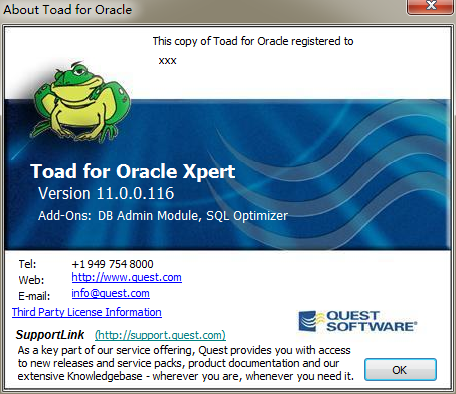 About Toad for Oracle
This copy of Toad for Oracle registered to
xxx
Toad for Oracle Xpert
Version 11.0.0.116
Add-Ons: DB Admin Module, SQL Optimizer
Tel: +1 949 754 8000
Web: http://www.quest.com
E-mail: info@quest.com
Third Party License Information
QUEST
SOFTWARE®
SupportLink (http://support.quest.com)
As a key part of our service offering, Quest provides you with access
to new releases and service packs, product documentation and our
extensive Knowledgebase - wherever you are, whenever you need it.
OK